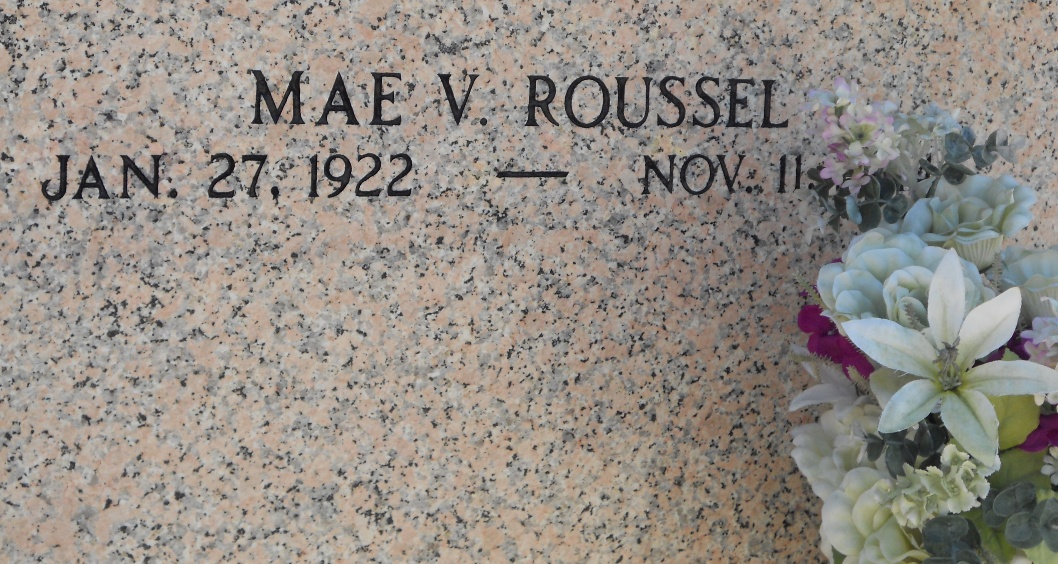 MAE V. ROUSSEL
JAN. 27, 1922 — NOV. 11